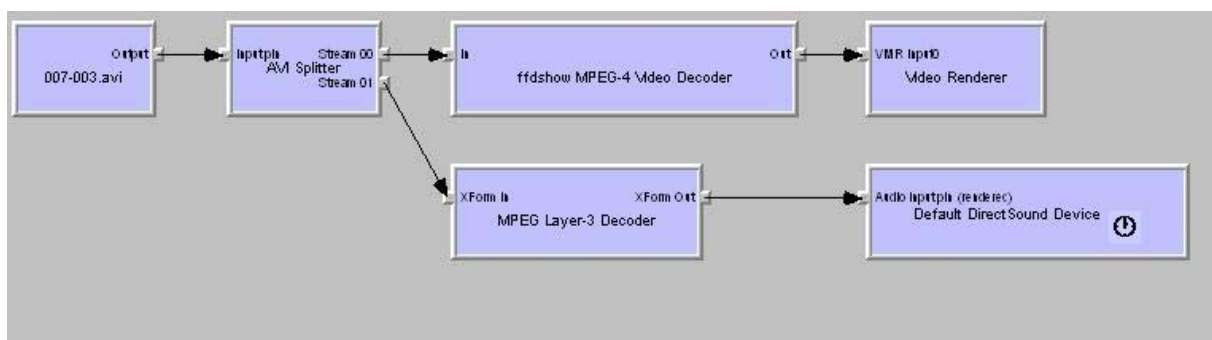 Output
007-003.avi
Input pin
Stream 00
AVI Splitter
Stream 01
In
Out
ffdshow MPEG-4 Video Decoder
VMR Input0
Video Renderer
XForm In
XForm Out
MPEG Layer-3 Decoder
Audio Input pin (rendered)
Default DirectSound Device